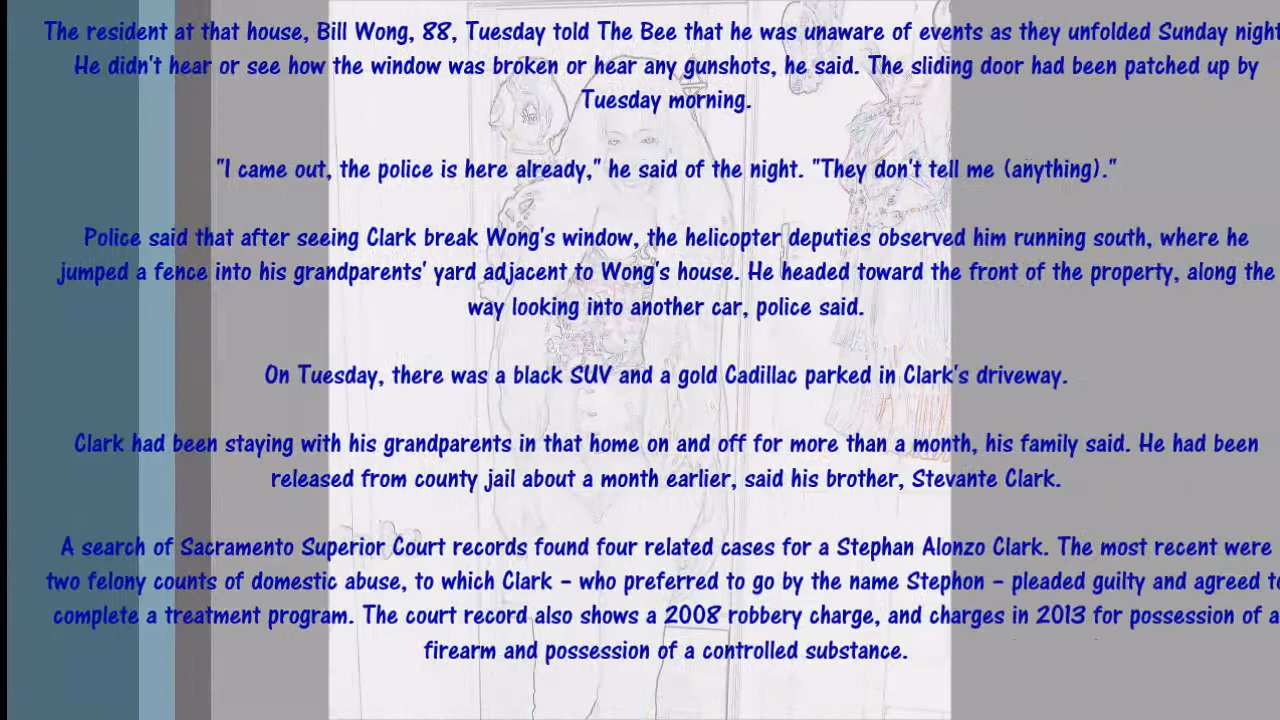 The resident at that house, Bill Wong, 88, Tuesday told The Bee that he was unaware of events as they unfolded Sunday night
He didn't hear or see how the window was broken or hear any gunshots, he said. The sliding door had been patched up by
Tuesday morning.
"I came out, the police is here already," he said of the night. "They don't tell me (anything)."
Police said that after seeing Clark break Wong's window, the helicopter deputies observed him running south, where he
jumped a fence into his grandparents' yard adjacent to Wong's house. He headed toward the front of the property, along the
way looking into another car, police said.
On Tuesday, there was a black SUV and a gold Cadillac parked in Clark's driveway.
Clark had been staying with his grandparents in that home on and off for more than a month, his family said. He had been
released from county jail about a month earlier, said his brother, Stevante Clark.
A search of Sacramento Superior Court records found four related cases for a Stephan Alonzo Clark. The most recent were
two felony counts of domestic abuse, to which Clark – who preferred to go by the name Stephon – pleaded guilty and agreed to
complete a treatment program. The court record also shows a 2008 robbery charge, and charges in 2013 for possession of a
firearm and possession of a controlled substance.